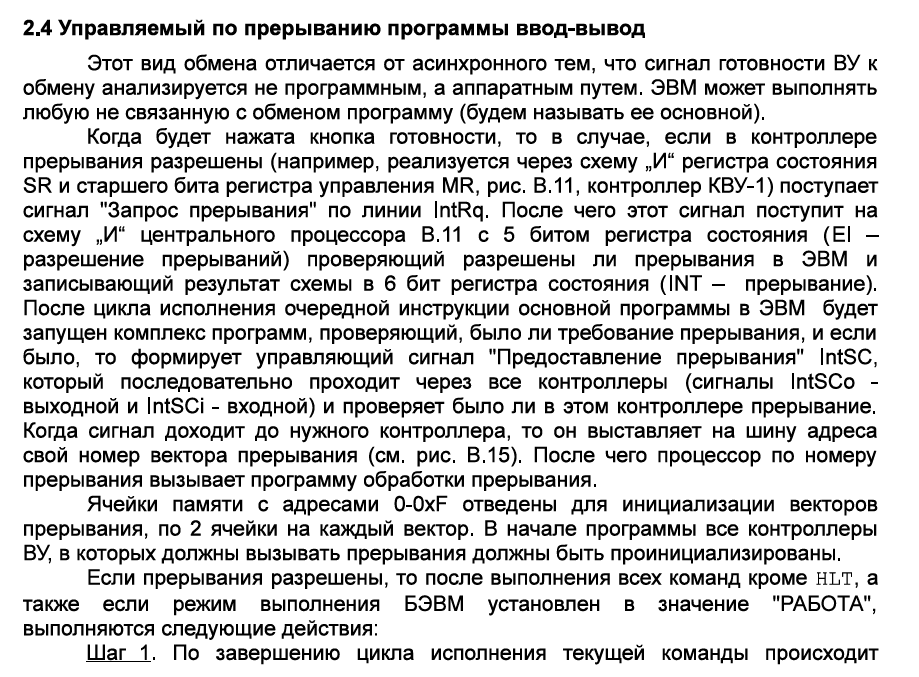 2.4 Управляемый по прерыванию программы ввод-вывод
Этот вид обмена отличается от асинхронного тем, что сигнал готовности ВУ к
обмену анализируется не программным, а аппаратным путем. ЭВМ может выполнять
любую не связанную с обменом программу (будем называть ее основной).
Когда будет нажата кнопка готовности, то в случае, если в контроллере
прерывания разрешены (например, реализуется через схему „И“ регистра состояния
SR и старшего бита регистра управления MR, рис. В.11, контроллер КВУ-1) поступает
сигнал "Запрос прерывания" по линии IntRq. После чего этот сигнал поступит на
схему „И“ центрального процессора В.11 с 5 битом регистра состояния (EI –
разрешение прерываний) проверяющий разрешены ли прерывания в ЭВМ и
записывающий результат схемы в 6 бит регистра состояния (INT – прерывание).
После цикла исполнения очередной инструкции основной программы в ЭВМ будет
запущен комплекс программ, проверяющий, было ли требование прерывания, и если
было, то формирует управляющий сигнал "Предоставление прерывания" IntSC,
который последовательно проходит через все контроллеры (сигналы IntSCo -
выходной и IntSCi - входной) и проверяет было ли в этом контроллере прерывание.
Когда сигнал доходит до нужного контроллера, то он выставляет на шину адреса
свой номер вектора прерывания (см. рис. В.15). После чего процессор по номеру
прерывания вызывает программу обработки прерывания.
Ячейки памяти с адресами 0-0xF отведены для инициализации векторов
прерывания, по 2 ячейки на каждый вектор. В начале программы все контроллеры
ВУ, в которых должны вызывать прерывания должны быть проинициализированы.
Если прерывания разрешены, то после выполнения всех команд кроме HLT, а
также если режим выполнения БЭВМ установлен в значение "РАБОТА",
выполняются следующие действия:
Шаг 1. По завершению цикла исполнения текущей команды происходит